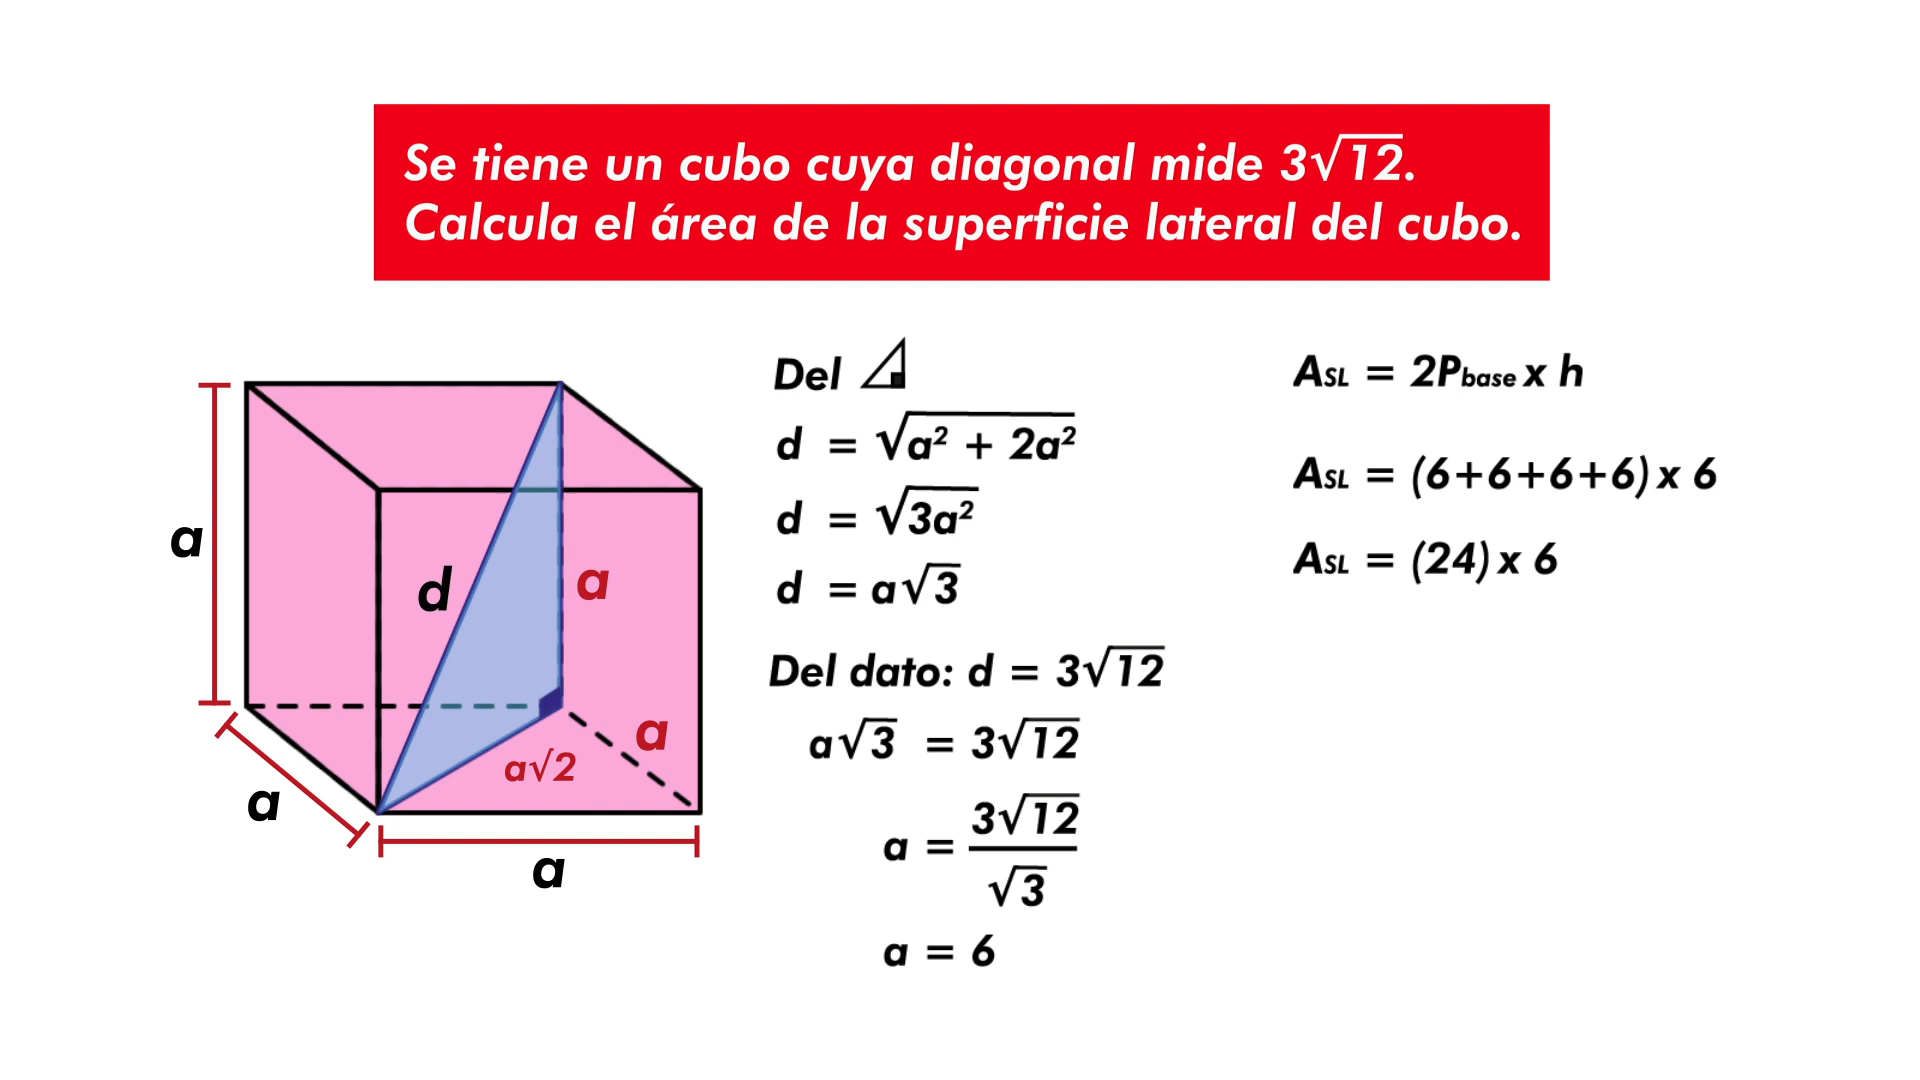 Se tiene un cubo cuya diagonal mide 3√12.
Calcula el área de la superficie lateral del cubo.
a
d
a
a
a√2
a
a
Del
d = √a² + 2a²
d = √3a²
d = a√3
Del dato: d = 3√12
a√3 = 3√12
a = 3√12
√3
a = 6
ASL = 2Pbase x h
ASL = (6+6+6+6) x 6
ASL = (24) x 6